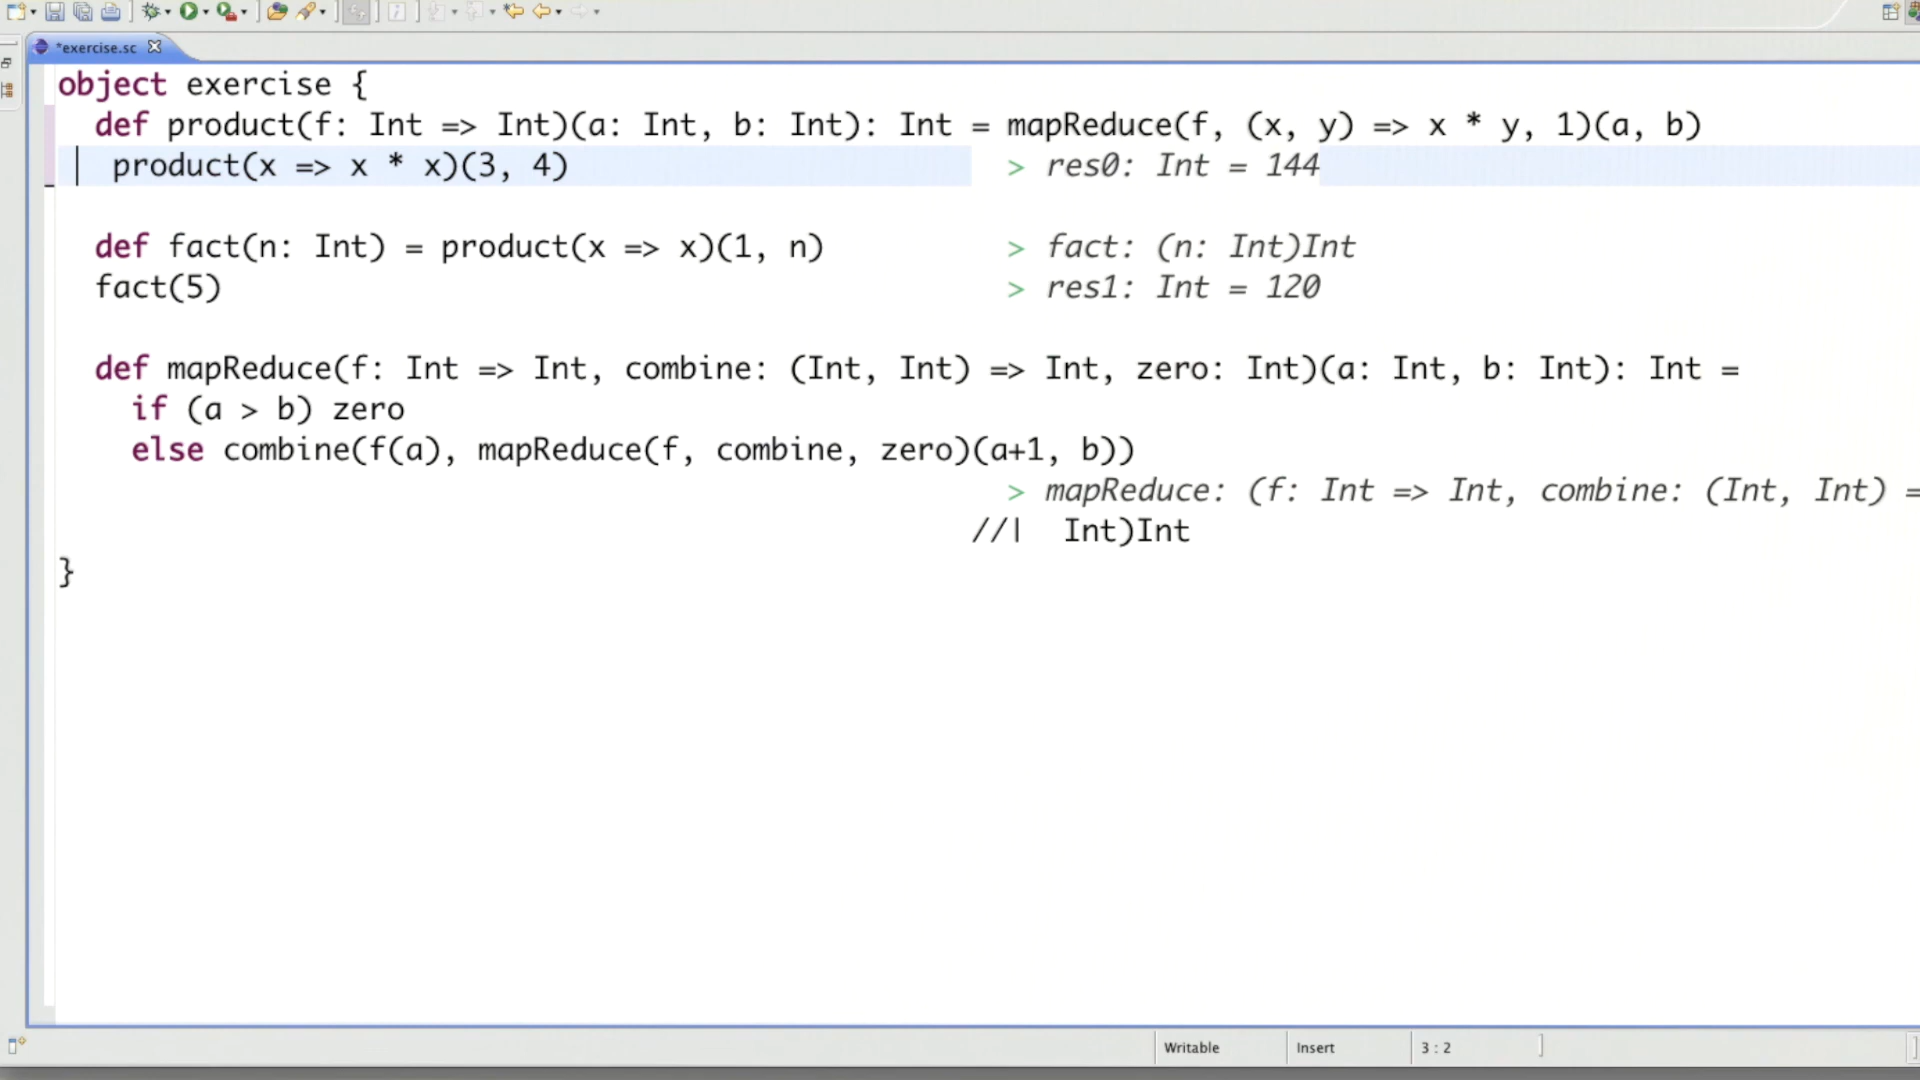 *exercise.sc
object exercise {
def product(f: Int => Int)(a: Int, b: Int): Int = mapReduce(f, (x, y) => x * y, 1)(a, b)
product(x => x * x)(3, 4) > res0: Int = 144
def fact(n: Int) = product(x => x)(1, n) > fact: (n: Int)Int
fact(5) > res1: Int = 120
def mapReduce(f: Int => Int, combine: (Int, Int) => Int, zero: Int)(a: Int, b: Int): Int =
if (a > b) zero
else combine(f(a), mapReduce(f, combine, zero)(a+1, b))
> mapReduce: (f: Int => Int, combine: (Int, Int) =
//| Int)Int
}
Writable Insert 3 : 2